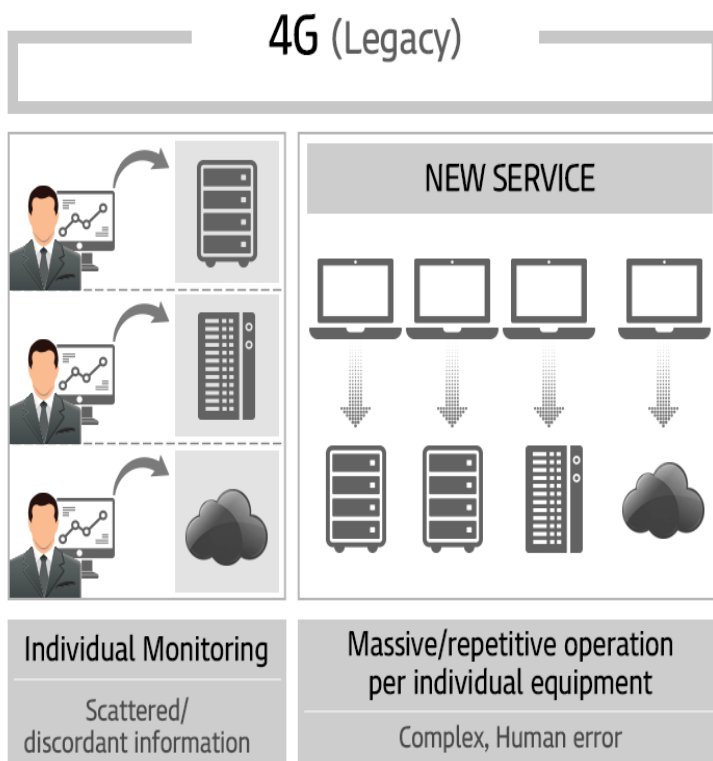 4G (Legacy)
NEW SERVICE
Individual Monitoring
Scattered/
discordant information
Massive/repetitive operation
per individual equipment
Complex, Human error